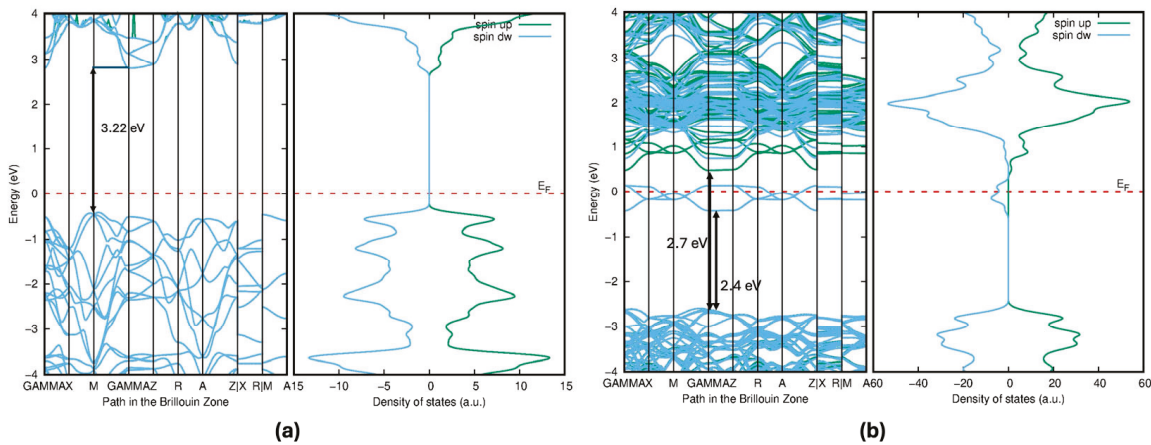 4
3
2
1
0
−1
−2
−3
−4
Energy (eV)
3.22 eV
GAMMAX M GAMMAZ R A Z|X R|M A
Path in the Brillouin Zone
spin up
spin dw
E_F
−15 −10 −5 0 5 10 15
Density of states (a.u.)
(a)
4
3
2
1
0
−1
−2
−3
−4
Energy (eV)
2.7 eV
2.4 eV
GAMMAX M GAMMAZ R A Z|X R|M A
Path in the Brillouin Zone
spin up
spin dw
E_F
−60 −40 −20 0 20 40 60
Density of states (a.u.)
(b)